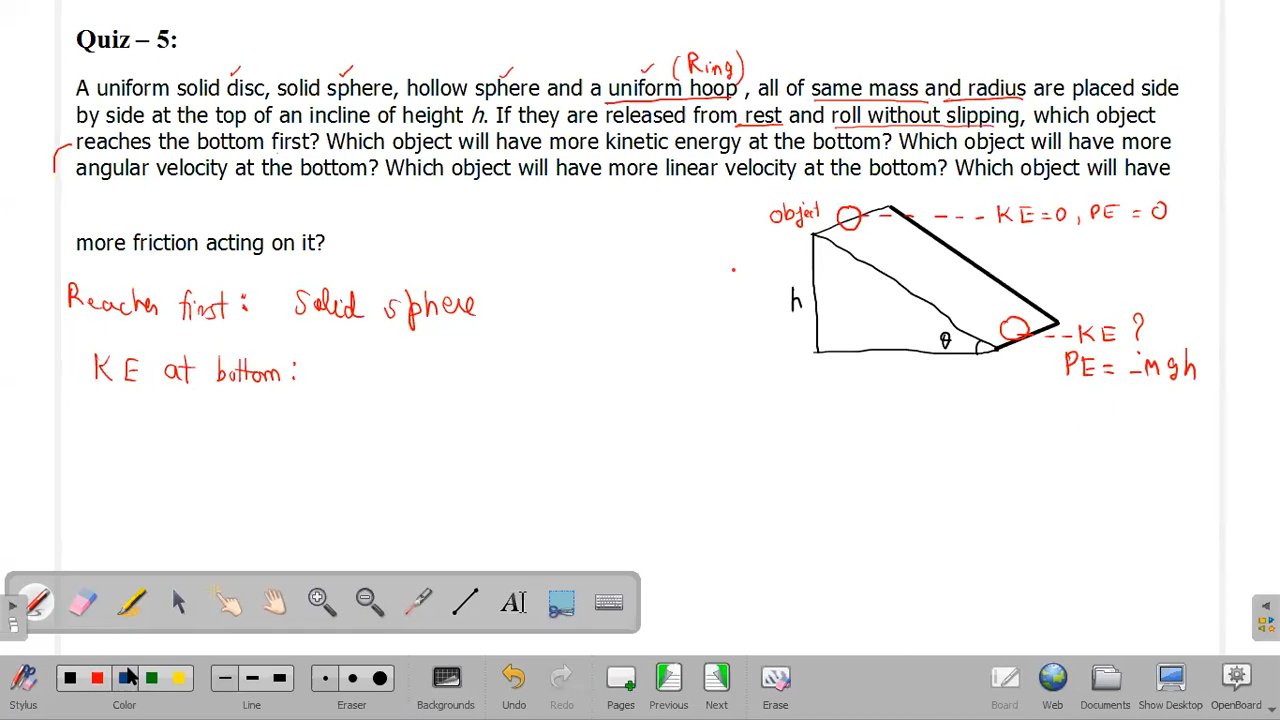 Quiz – 5:
(Ring)
A uniform solid disc, solid sphere, hollow sphere and a uniform hoop , all of same mass and radius are placed side
by side at the top of an incline of height h. If they are released from rest and roll without slipping, which object
reaches the bottom first? Which object will have more kinetic energy at the bottom? Which object will have more
angular velocity at the bottom? Which object will have more linear velocity at the bottom? Which object will have
object KE=0, PE = 0
more friction acting on it?
Reaches first: Solid sphere
h
θ
KE ?
PE = -mgh
KE at bottom:
AI
Stylus Color Line Eraser Backgrounds Undo Redo Pages Previous Next Erase Board Web Documents Show Desktop OpenBoard